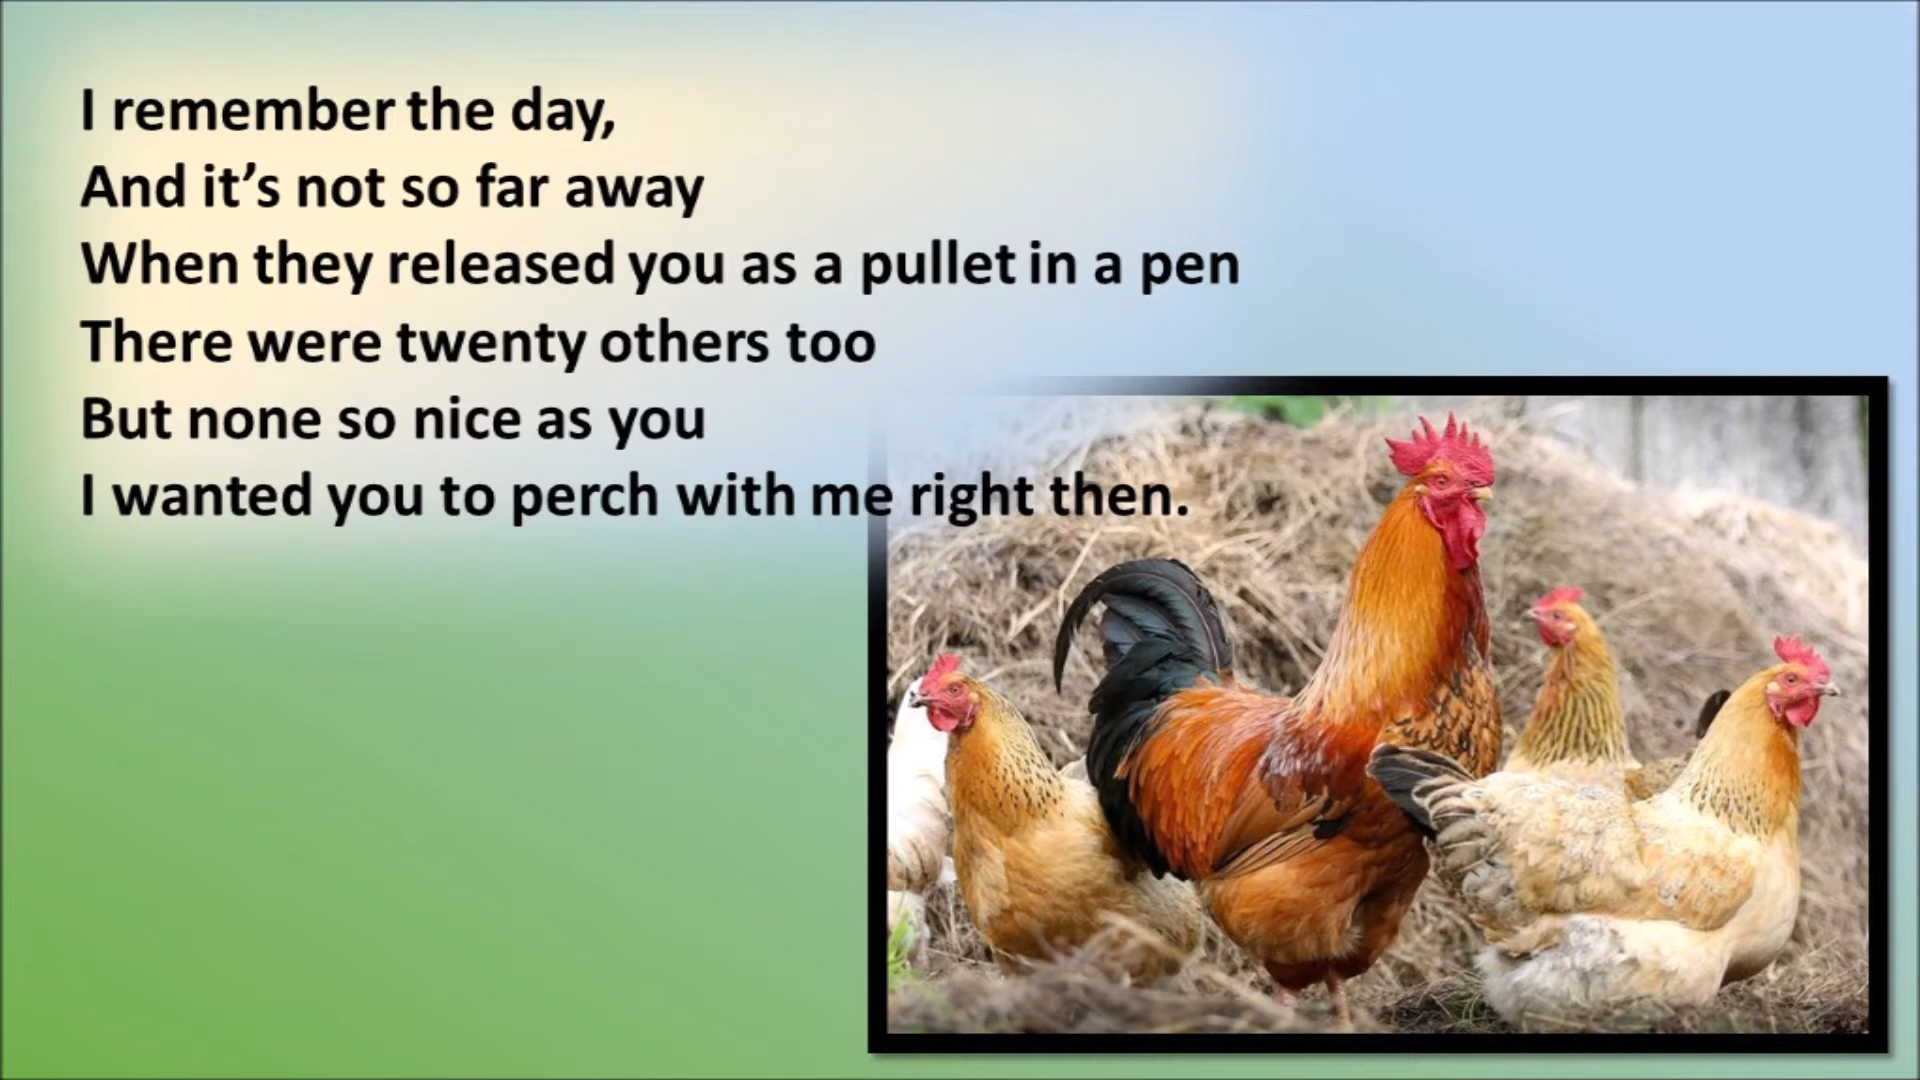 I remember the day,
And it’s not so far away
When they released you as a pullet in a pen
There were twenty others too
But none so nice as you
I wanted you to perch with me right then.